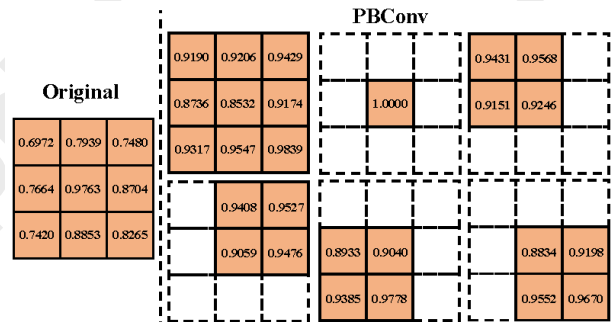 PBConv
Original
0.6972 0.7939 0.7480
0.7664 0.9763 0.8704
0.7420 0.8853 0.8265
0.9190 0.9206 0.9429
0.8736 0.8532 0.9174
0.9317 0.9547 0.9839
1.0000
0.9431 0.9568
0.9151 0.9246
0.9408 0.9527
0.9059 0.9476
0.8933 0.9040
0.9385 0.9778
0.8834 0.9198
0.9552 0.9670